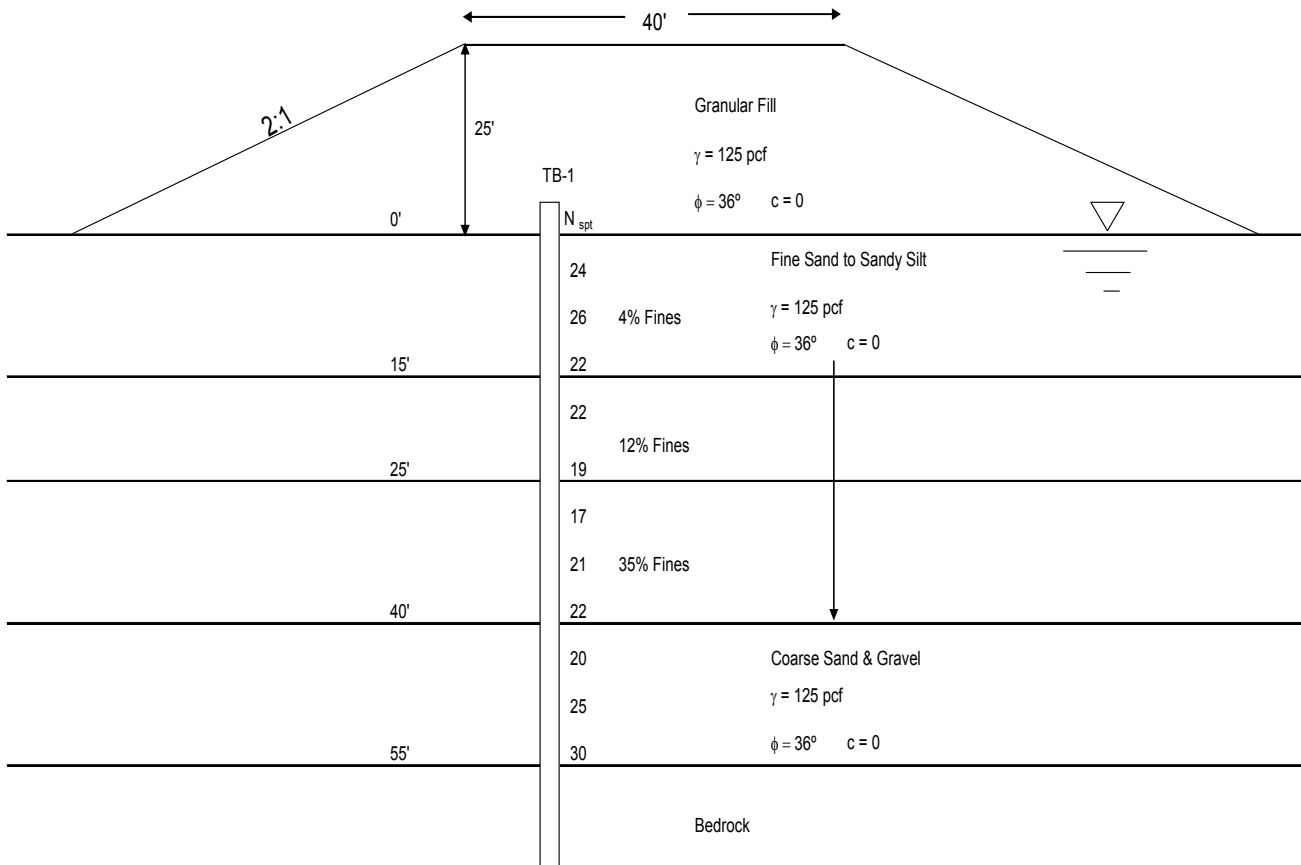 40'
2:1
25'
Granular Fill
γ = 125 pcf
φ = 36º c = 0
TB-1
0'
N spt
Fine Sand to Sandy Silt
24
γ = 125 pcf
26 4% Fines
φ = 36º c = 0
15'
22
22
12% Fines
25'
19
17
21 35% Fines
40'
22
20
Coarse Sand & Gravel
γ = 125 pcf
25
φ = 36º c = 0
55'
30
Bedrock